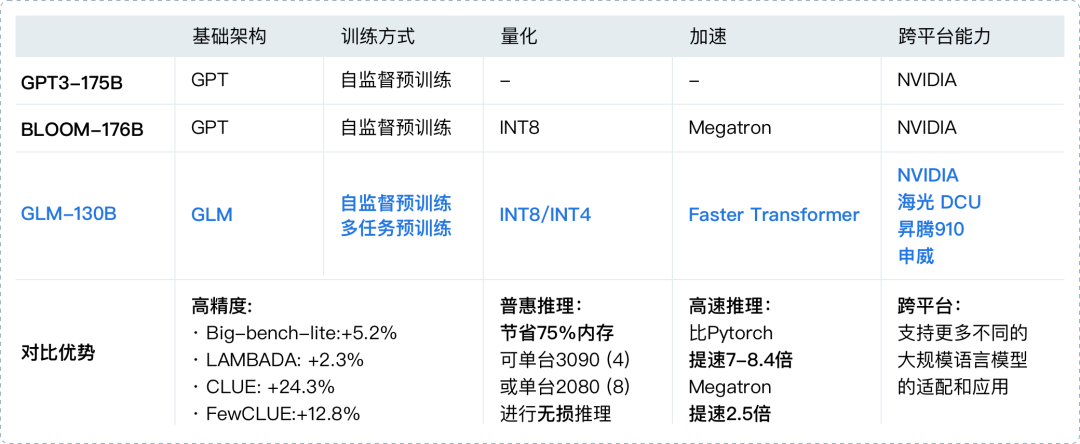 基础架构 训练方式 量化 加速 跨平台能力
GPT3-175B GPT 自监督预训练 – – NVIDIA
BLOOM-176B GPT 自监督预训练 INT8 Megatron NVIDIA
GLM-130B GLM 自监督预训练 多任务预训练 INT8/INT4 Faster Transformer NVIDIA 海光 DCU 昇腾910 申威
对比优势
高精度:
· Big-bench-lite:+5.2%
· LAMBADA: +2.3%
· CLUE: +24.3%
· FewCLUE:+12.8%
普惠推理：
节省75%内存
可单台3090 (4)
或单台2080 (8)
进行无损推理
高速推理：
比Pytorch
提速7-8.4倍
Megatron
提速2.5倍
跨平台：
支持更多不同的
大规模语言模型
的适配和应用